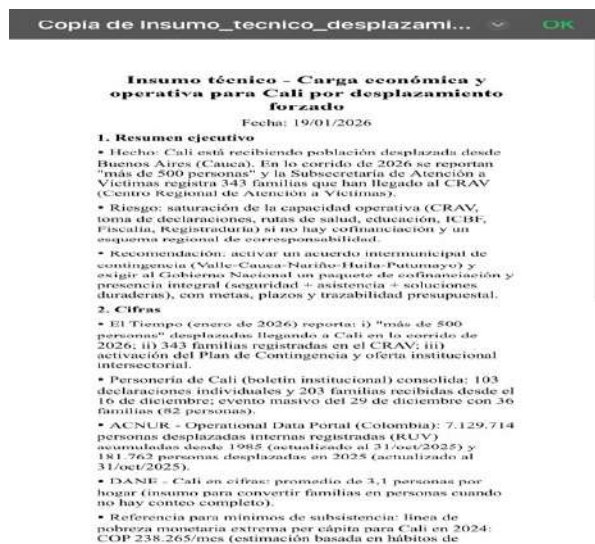 Copia de Insumo_tecnico_desplazami... OK
Insumo técnico - Carga económica y
operativa para Cali por desplazamiento
forzado
Fecha: 19/01/2026
1. Resumen ejecutivo
• Hecho: Cali está recibiendo población desplazada desde
Buenos Aires (Cauca). En lo corrido de 2026 se reportan
"más de 500 personas" y la Subsecretaría de Atención a
Víctimas registra 343 familias que han llegado al CRAV
(Centro Regional de Atención a Víctimas).
• Riesgo: saturación de la capacidad operativa (CRAV,
toma de declaraciones, rutas de salud, educación, ICBF,
Fiscalía, Registraduría) si no hay cofinanciación y un
esquema regional de corresponsabilidad.
• Recomendación: activar un acuerdo intermunicipal de
contingencia (Valle-Cauca-Nariño-Huila-Putumayo) y
exigir al Gobierno Nacional un paquete de cofinanciación y
presencia integral (seguridad + asistencia + soluciones
duraderas), con metas, plazos y trazabilidad presupuestal.
2. Cifras
• El Tiempo (enero de 2026) reporta: i) "más de 500
personas" desplazadas llegando a Cali en lo corrido de
2026; ii) 343 familias registradas en el CRAV; iii)
activación del Plan de Contingencia y oferta institucional
intersectorial.
• Personería de Cali (boletín institucional) consolida: 103
declaraciones individuales y 203 familias recibidas desde el
16 de diciembre; evento masivo del 29 de diciembre con 36
familias (82 personas).
• ACNUR - Operational Data Portal (Colombia): 7.129.714
personas desplazadas internas registradas (RUV)
acumuladas desde 1985 (actualizado al 31/oct/2025) y
181.762 personas desplazadas en 2025 (actualizado al
31/oct/2025).
• DANE - Cali en cifras: promedio de 3,1 personas por
hogar (insumo para convertir familias en personas cuando
no hay conteo completo).
• Referencia para mínimos de subsistencia: línea de
pobreza monetaria extrema per cápita para Cali en 2024:
COP 238.265/mes (estimación basada en hábitos de